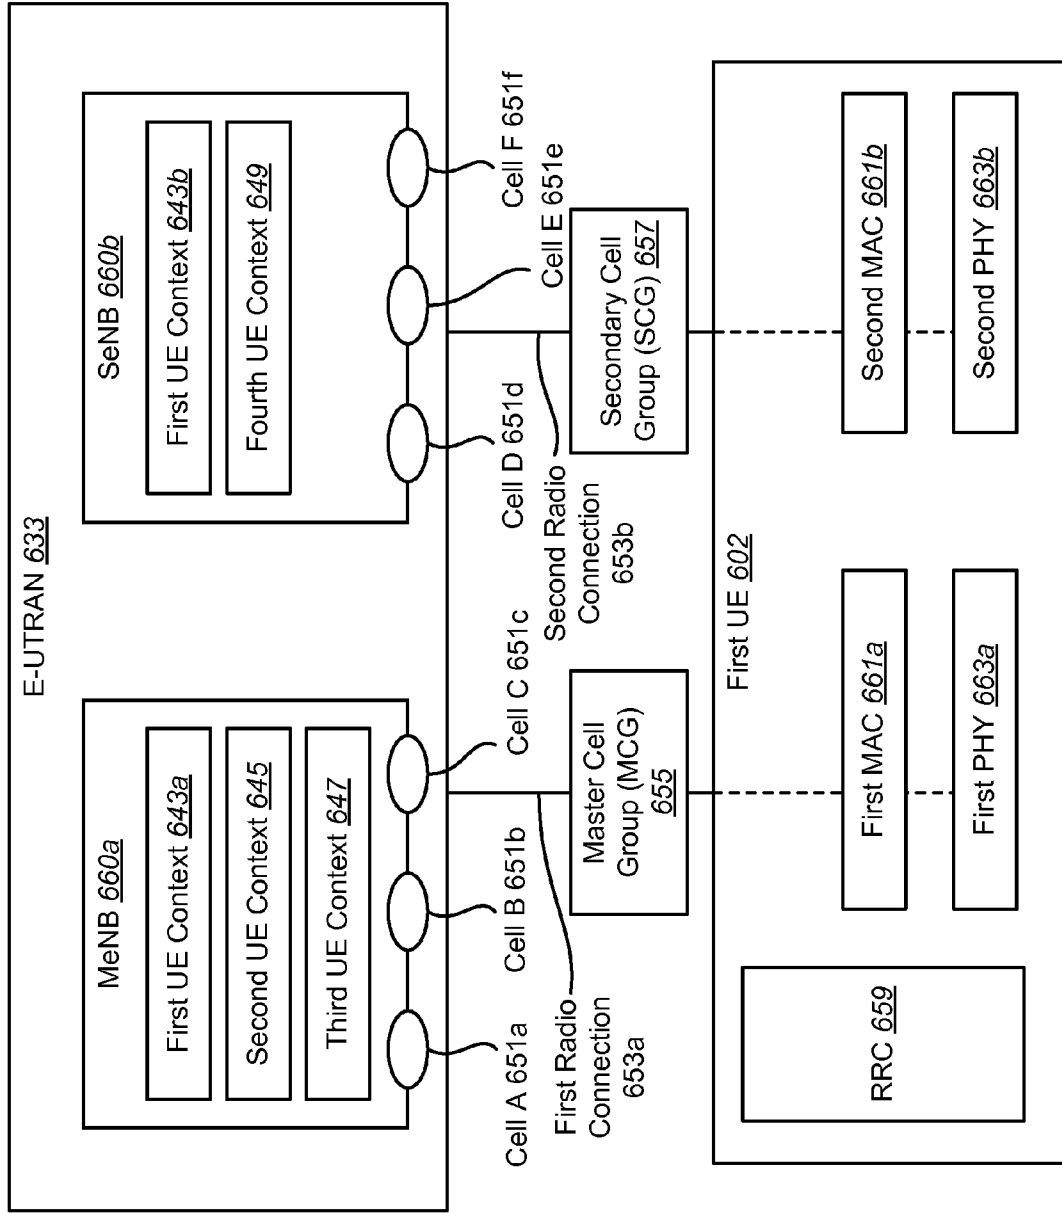 E-UTRAN 633
MeNB 660a
First UE Context 643a
Second UE Context 645
Third UE Context 647
SeNB 660b
First UE Context 643b
Fourth UE Context 649
Cell A 651a
Cell B 651b
Cell C 651c
Cell D 651d
Cell E 651e
Cell F 651f
First Radio
Connection
653a
Master Cell
Group (MCG)
655
Second Radio
Connection
653b
Secondary Cell
Group (SCG) 657
First UE 602
RRC 659
First MAC 661a
First PHY 663a
Second MAC 661b
Second PHY 663b